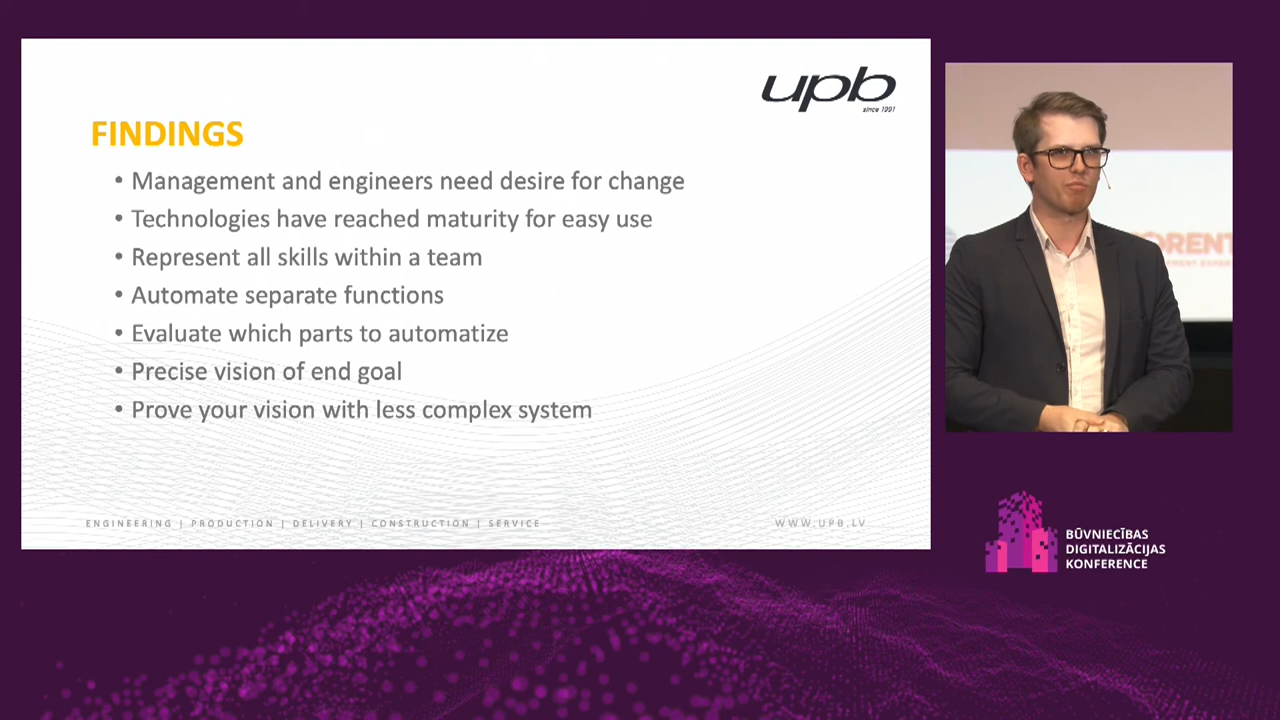 upb
since 1991
FINDINGS
• Management and engineers need desire for change
• Technologies have reached maturity for easy use
• Represent all skills within a team
• Automate separate functions
• Evaluate which parts to automatize
• Precise vision of end goal
• Prove your vision with less complex system
ENGINEERING | PRODUCTION | DELIVERY | CONSTRUCTION | SERVICE
WWW.UPB.LV
BŪVNIECĪBAS
DIGITALIZĀCIJAS
KONFERENCE